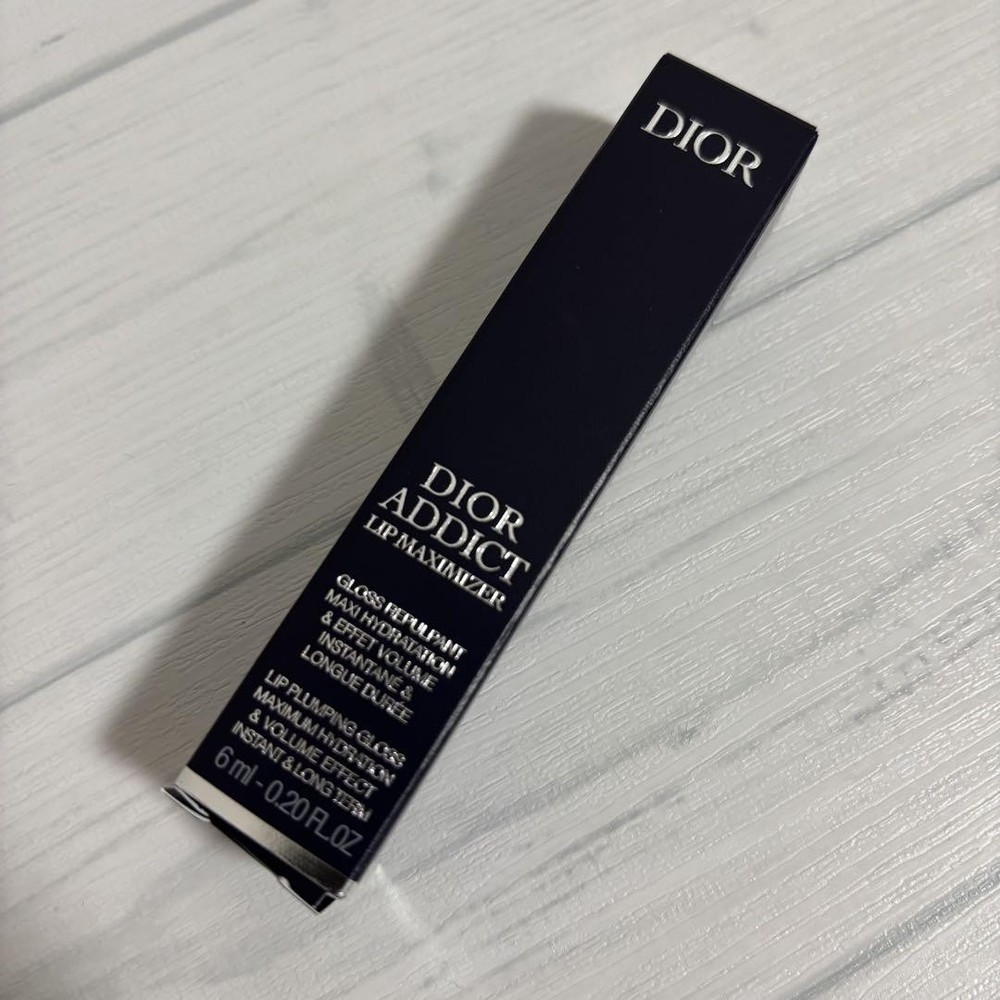 DIOR
DIOR
ADDICT
LIP MAXIMIZER
GLOSS REPULPANT
MAXI HYDRATATION
& EFFET VOLUME
INSTANTANÉ &
LONGUE DURÉE
LIP PLUMPING GLOSS
MAXIMUM HYDRATION
& VOLUME EFFECT
INSTANT & LONG TERM
6 ml - 0.20 FL.OZ